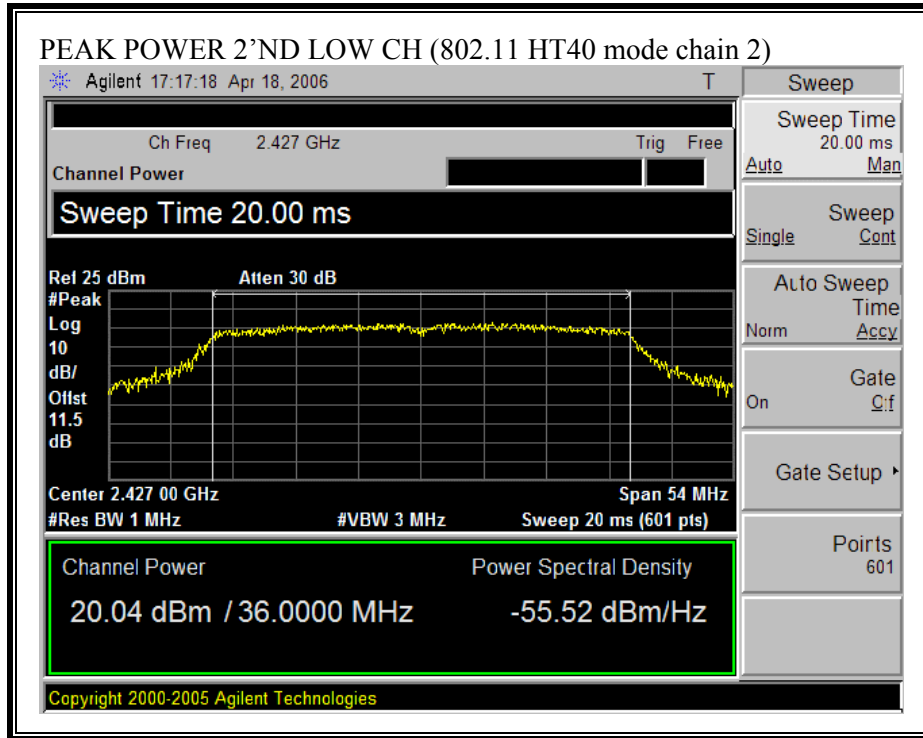 PEAK POWER 2’ND LOW CH (802.11 HT40 mode chain 2)
Agilent 17:17:18 Apr 18, 2006 T
Ch Freq 2.427 GHz Trig Free
Channel Power
Sweep Time 20.00 ms
Ref 25 dBm Atten 30 dB
#Peak
Log
10
dB/
Offst
11.5
dB
Center 2.427 00 GHz Span 54 MHz
#Res BW 1 MHz #VBW 3 MHz Sweep 20 ms (601 pts)
Channel Power Power Spectral Density
20.04 dBm / 36.0000 MHz -55.52 dBm/Hz
Copyright 2000-2005 Agilent Technologies
Sweep
Sweep Time
20.00 ms
Auto Man
Sweep
Single Cont
Auto Sweep
Time
Norm Accy
Gate
On Off
Gate Setup
Points
601